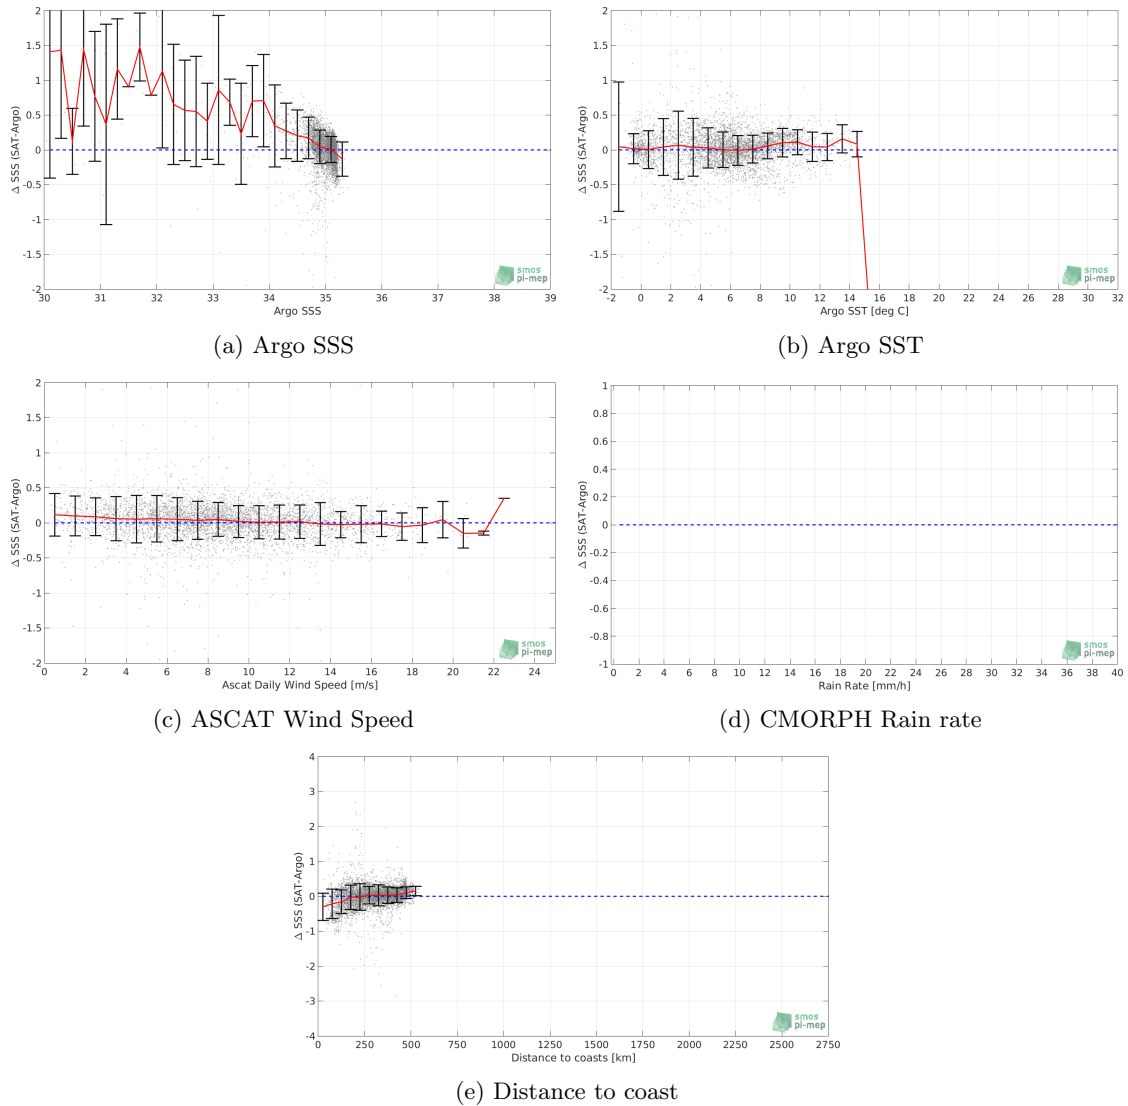 2
1.5
1
0.5
0
-0.5
-1
-1.5
-2
Δ SSS (SAT-Argo)
30 31 32 33 34 35 36 37 38 39
Argo SSS
smos
pi-mep
(a) Argo SSS
2
1.5
1
0.5
0
-0.5
-1
-1.5
-2
Δ SSS (SAT-Argo)
-2 0 2 4 6 8 10 12 14 16 18 20 22 24 26 28 30 32
Argo SST [deg C]
smos
pi-mep
(b) Argo SST
2
1.5
1
0.5
0
-0.5
-1
-1.5
-2
Δ SSS (SAT-Argo)
0 2 4 6 8 10 12 14 16 18 20 22 24
Ascat Daily Wind Speed [m/s]
smos
pi-mep
(c) ASCAT Wind Speed
1
0.8
0.6
0.4
0.2
0
-0.2
-0.4
-0.6
-0.8
-1
Δ SSS (SAT-Argo)
0 2 4 6 8 10 12 14 16 18 20 22 24 26 28 30 32 34 36 38 40
Rain Rate [mm/h]
smos
pi-mep
(d) CMORPH Rain rate
4
3
2
1
0
-1
-2
-3
-4
Δ SSS (SAT-Argo)
0 250 500 750 1000 1250 1500 1750 2000 2250 2500 2750
Distance to coasts [km]
smos
pi-mep
(e) Distance to coast